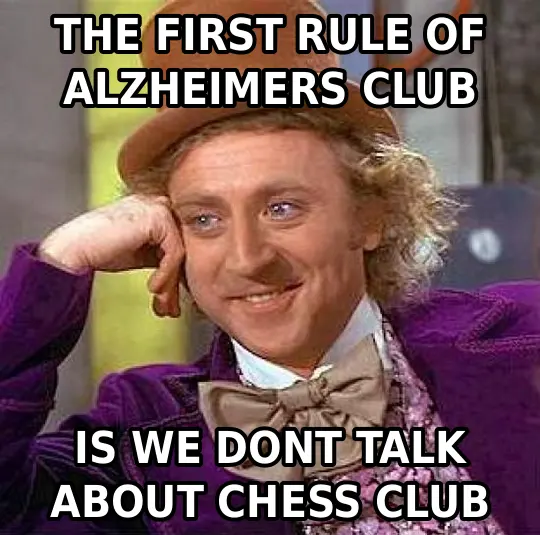 THE FIRST RULE OF
ALZHEIMERS CLUB
IS WE DONT TALK
ABOUT CHESS CLUB